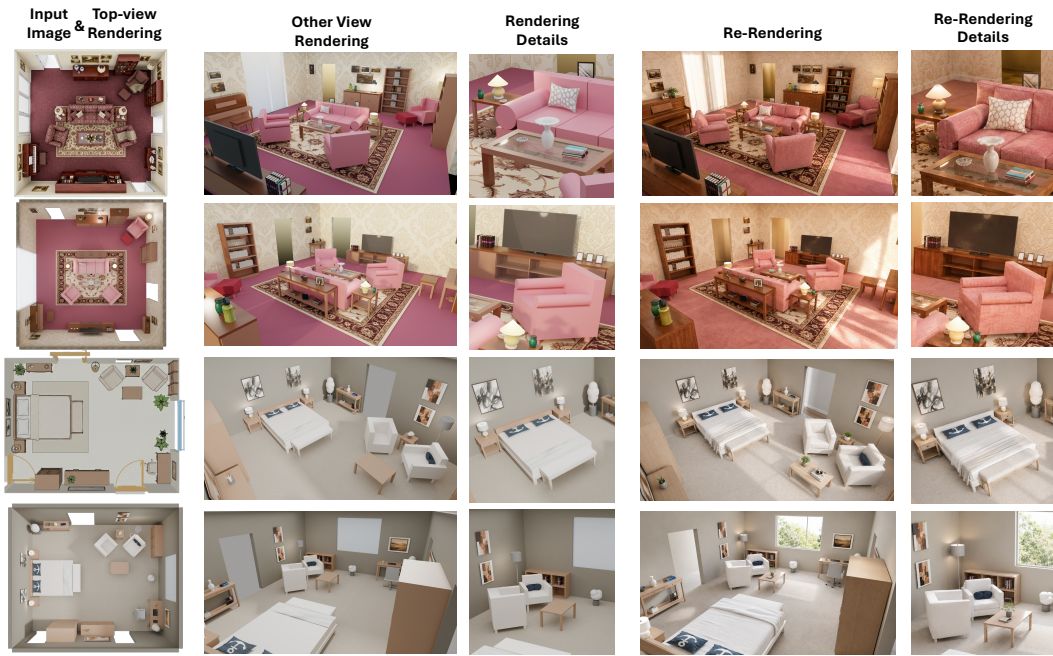 Input
Image
& Top-view
Rendering
Other View
Rendering
Rendering
Details
Re-Rendering
Re-Rendering
Details